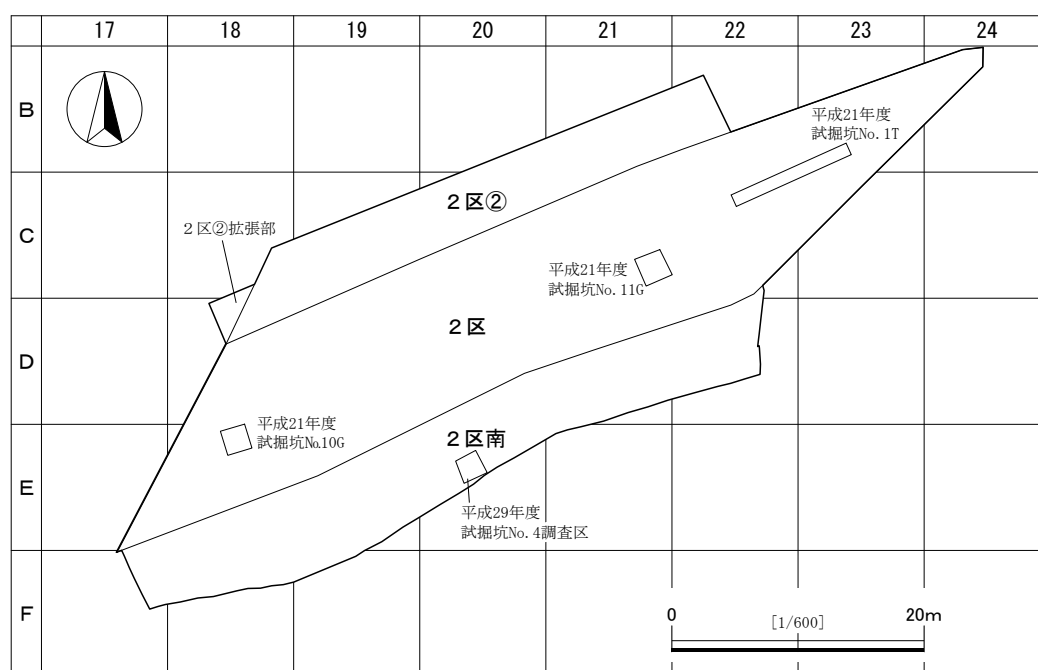 17 18 19 20 21 22 23 24
B
平成21年度
試掘坑No.1T
C
2区②
2区②拡張部
平成21年度
試掘坑No.11G
D
2区
平成21年度
試掘坑No.10G
2区南
E
平成29年度
試掘坑No.4調査区
F
0 20m
[1/600]